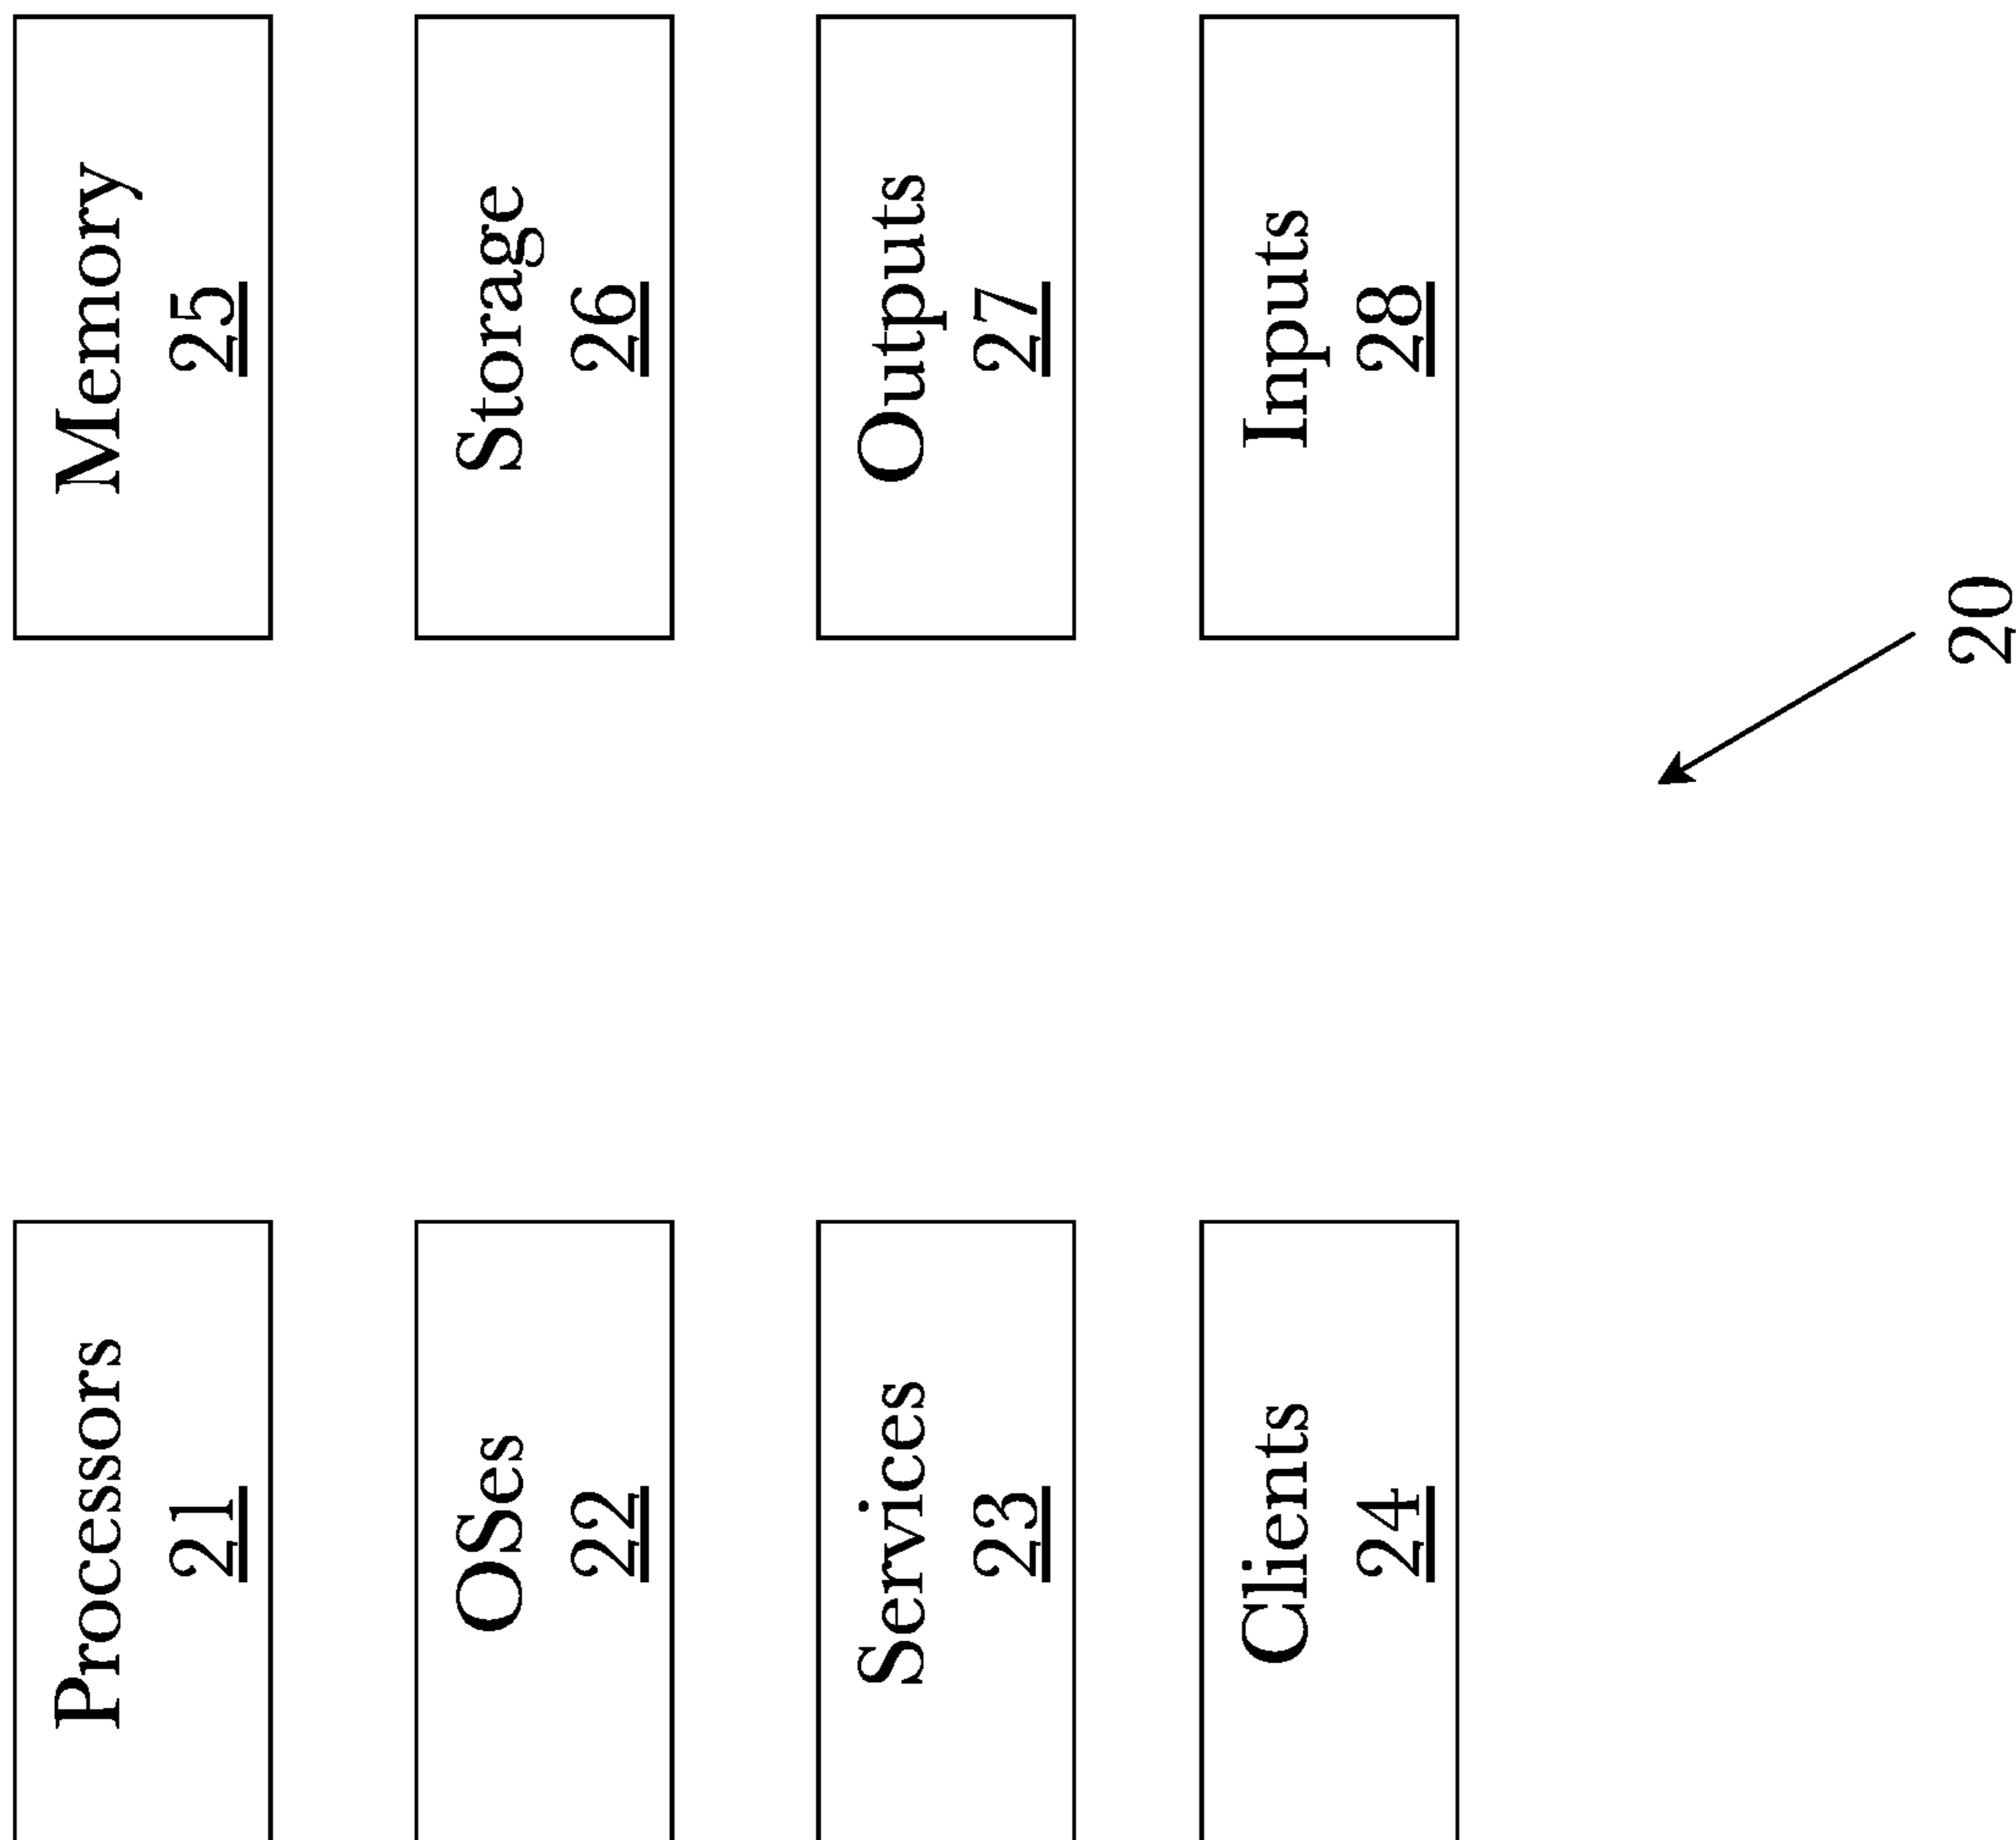 Processors
21
Memory
25
OSes
22
Storage
26
Services
23
Outputs
27
Clients
24
Inputs
28
20